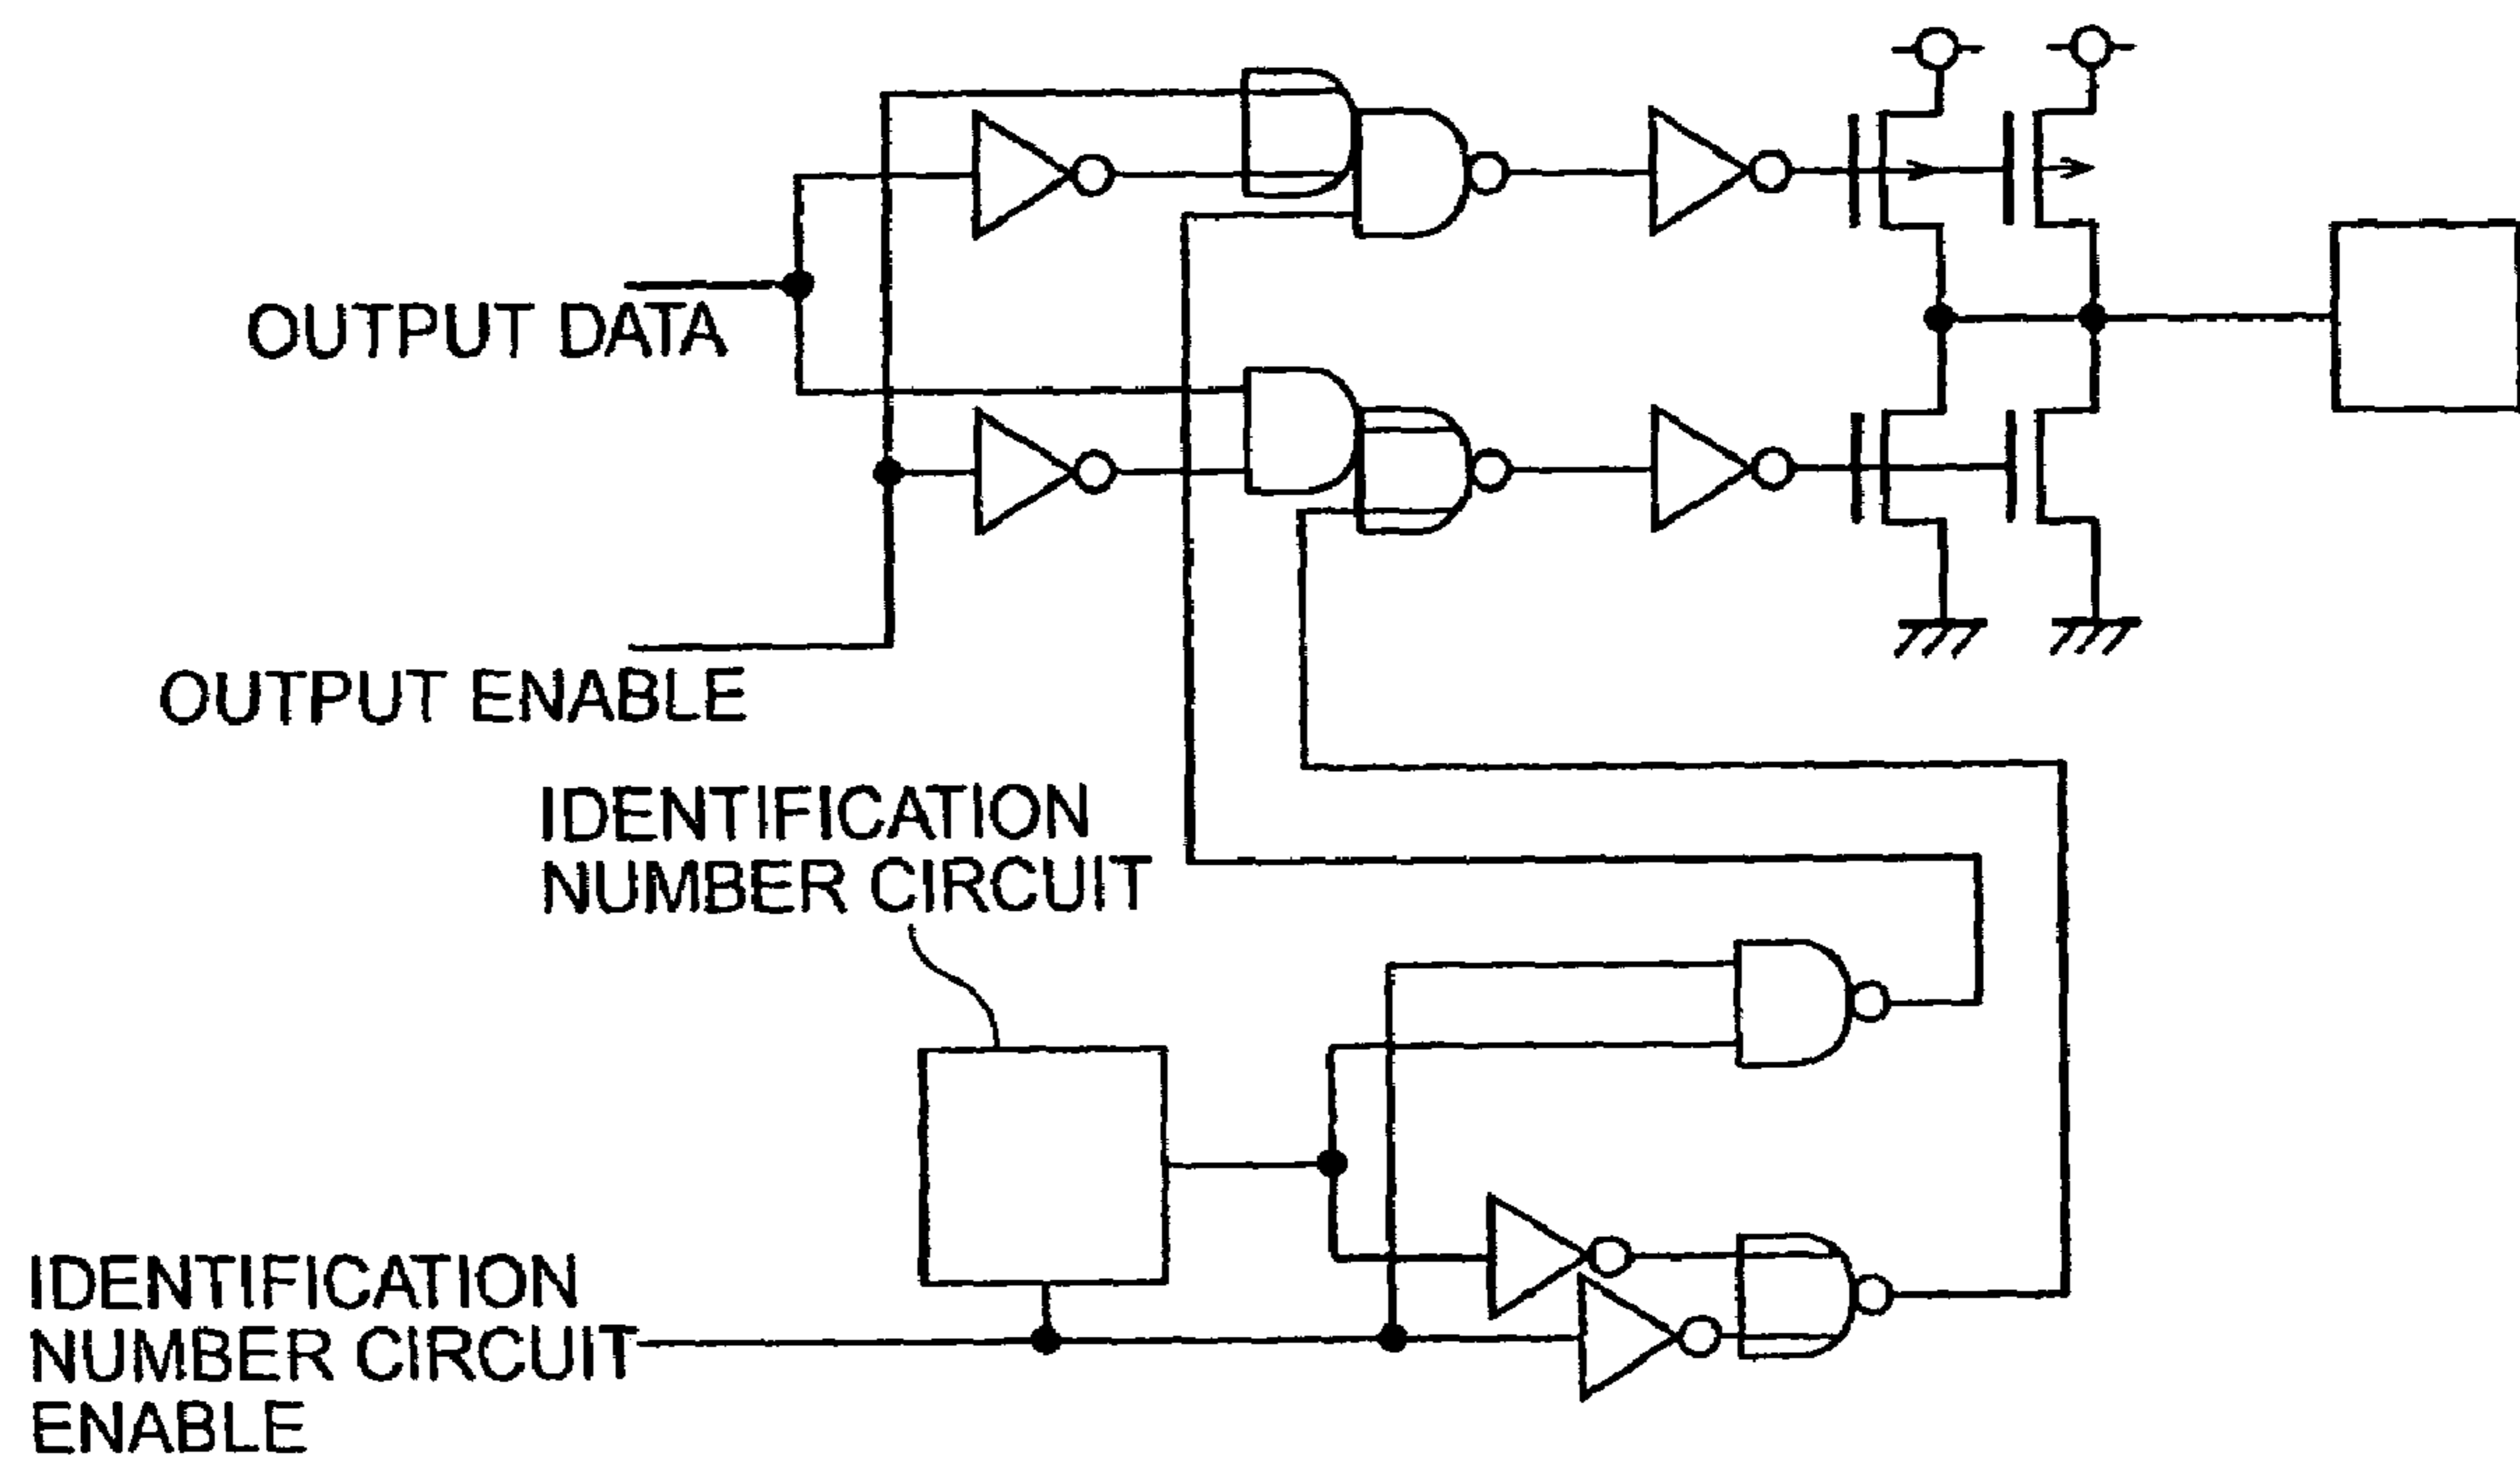 OUTPUT DATA
OUTPUT ENABLE
IDENTIFICATION
NUMBER CIRCUIT
IDENTIFICATION
NUMBER CIRCUIT
ENABLE